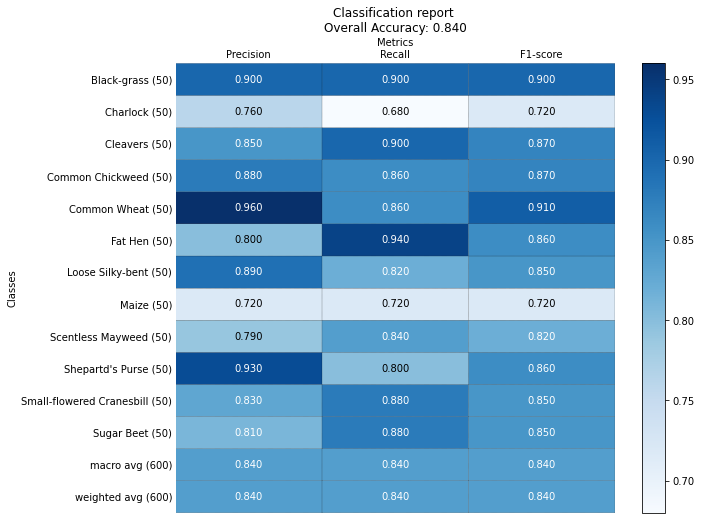 Classification report
Overall Accuracy: 0.840
Metrics
Precision Recall F1-score
Classes
Black-grass (50) 0.900 0.900 0.900
Charlock (50) 0.760 0.680 0.720
Cleavers (50) 0.850 0.900 0.870
Common Chickweed (50) 0.880 0.860 0.870
Common Wheat (50) 0.960 0.860 0.910
Fat Hen (50) 0.800 0.940 0.860
Loose Silky-bent (50) 0.890 0.820 0.850
Maize (50) 0.720 0.720 0.720
Scentless Mayweed (50) 0.790 0.840 0.820
Shepartd's Purse (50) 0.930 0.800 0.860
Small-flowered Cranesbill (50) 0.830 0.880 0.850
Sugar Beet (50) 0.810 0.880 0.850
macro avg (600) 0.840 0.840 0.840
weighted avg (600) 0.840 0.840 0.840
0.95
0.90
0.85
0.80
0.75
0.70